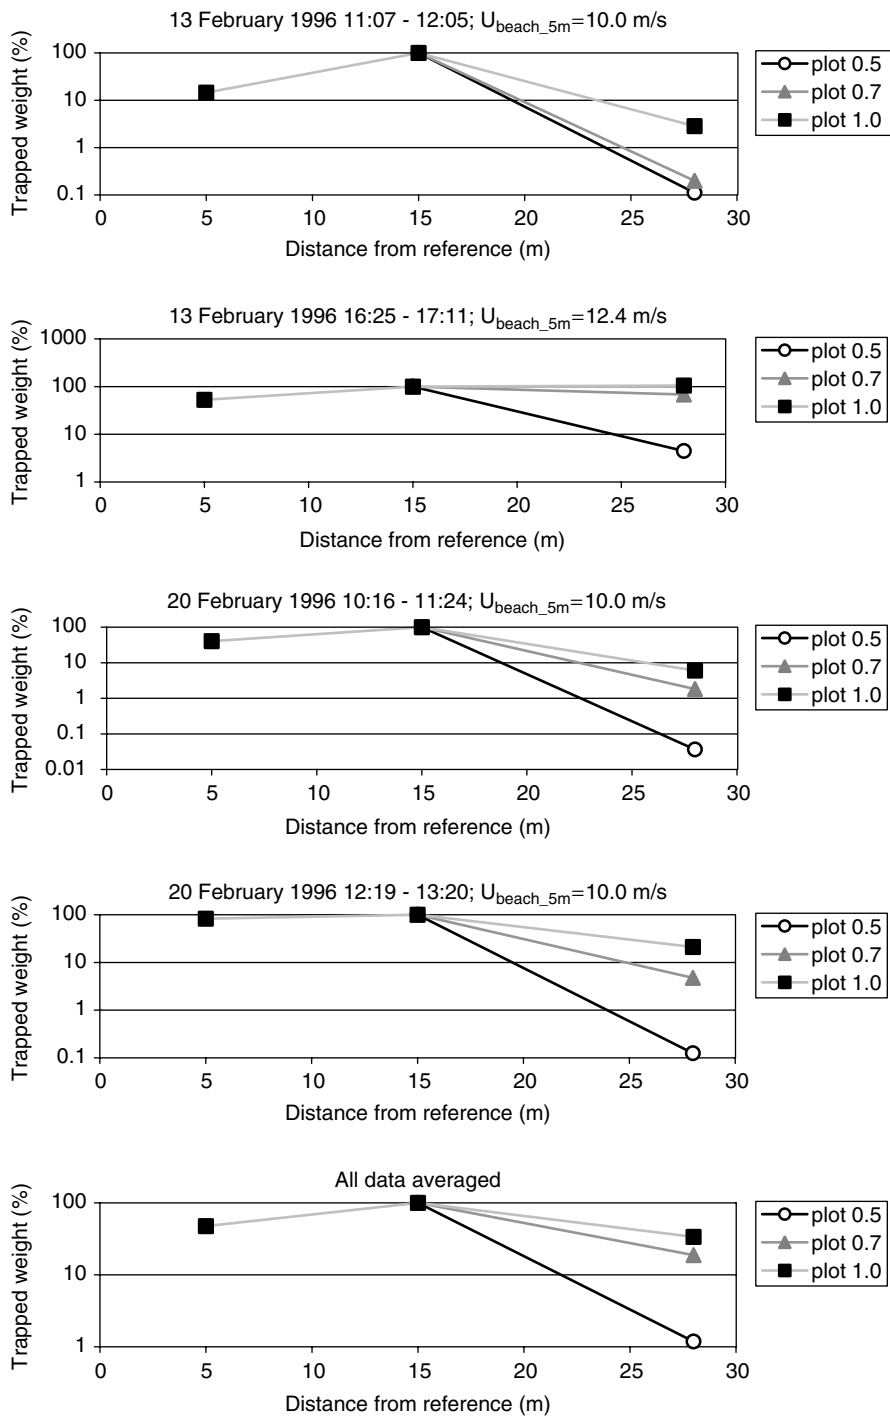 13 February 1996 11:07 - 12:05; Ubeach_5m=10.0 m/s
Trapped weight (%)
100
10
1
0.1
0 5 10 15 20 25 30
Distance from reference (m)
plot 0.5
plot 0.7
plot 1.0
13 February 1996 16:25 - 17:11; Ubeach_5m=12.4 m/s
Trapped weight (%)
1000
100
10
1
0 5 10 15 20 25 30
Distance from reference (m)
plot 0.5
plot 0.7
plot 1.0
20 February 1996 10:16 - 11:24; Ubeach_5m=10.0 m/s
Trapped weight (%)
100
10
1
0.1
0.01
0 5 10 15 20 25 30
Distance from reference (m)
plot 0.5
plot 0.7
plot 1.0
20 February 1996 12:19 - 13:20; Ubeach_5m=10.0 m/s
Trapped weight (%)
100
10
1
0.1
0 5 10 15 20 25 30
Distance from reference (m)
plot 0.5
plot 0.7
plot 1.0
All data averaged
Trapped weight (%)
100
10
1
0 5 10 15 20 25 30
Distance from reference (m)
plot 0.5
plot 0.7
plot 1.0